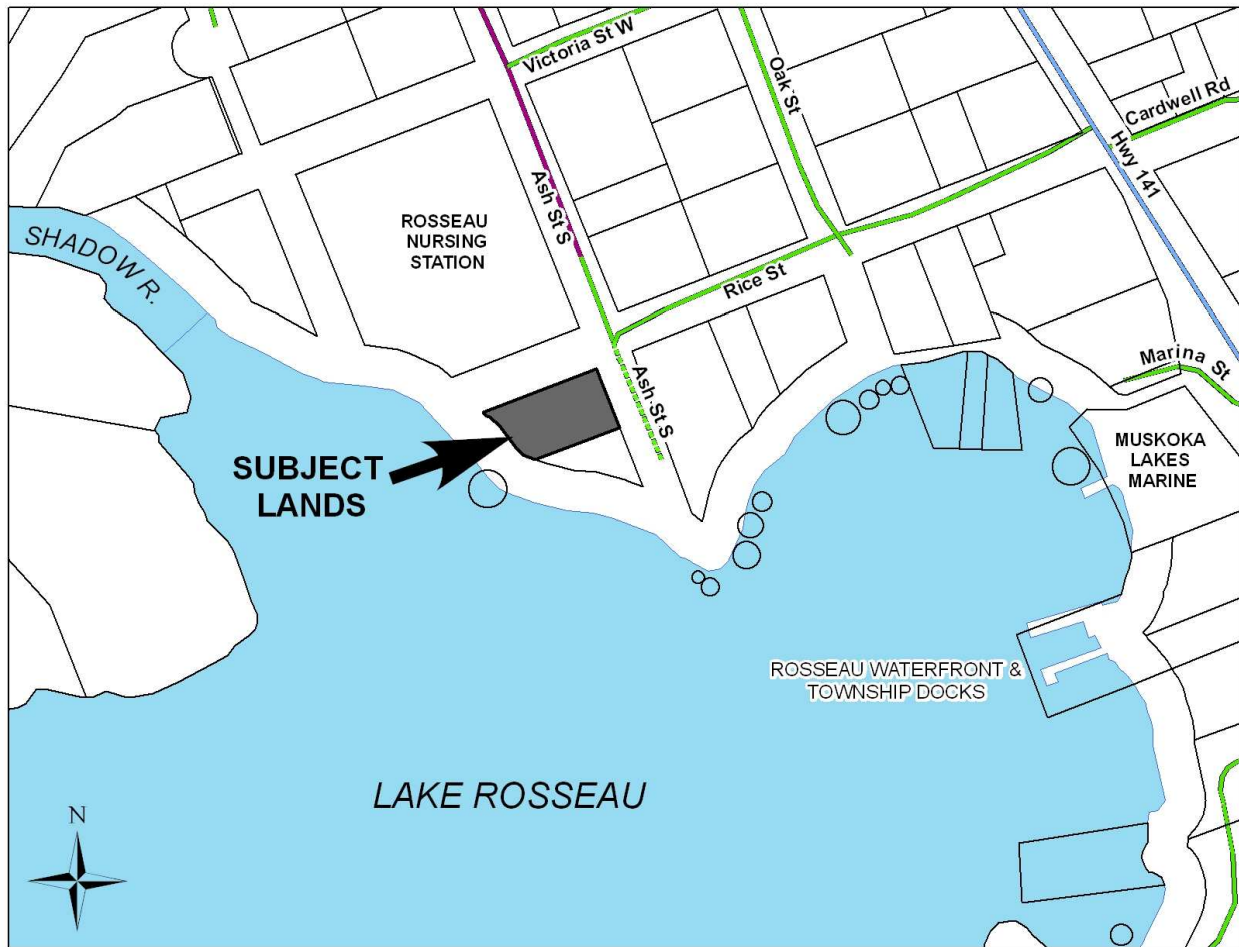 Victoria St W
Oak St
Cardwell Rd
Hwy 141
Ash St S
ROSSEAU
NURSING
STATION
SHADOW R.
Rice St
Marina St
Ash St S
MUSKOKA
LAKES
MARINE
SUBJECT
LANDS
ROSSEAU WATERFRONT &
TOWNSHIP DOCKS
LAKE ROSSEAU
N